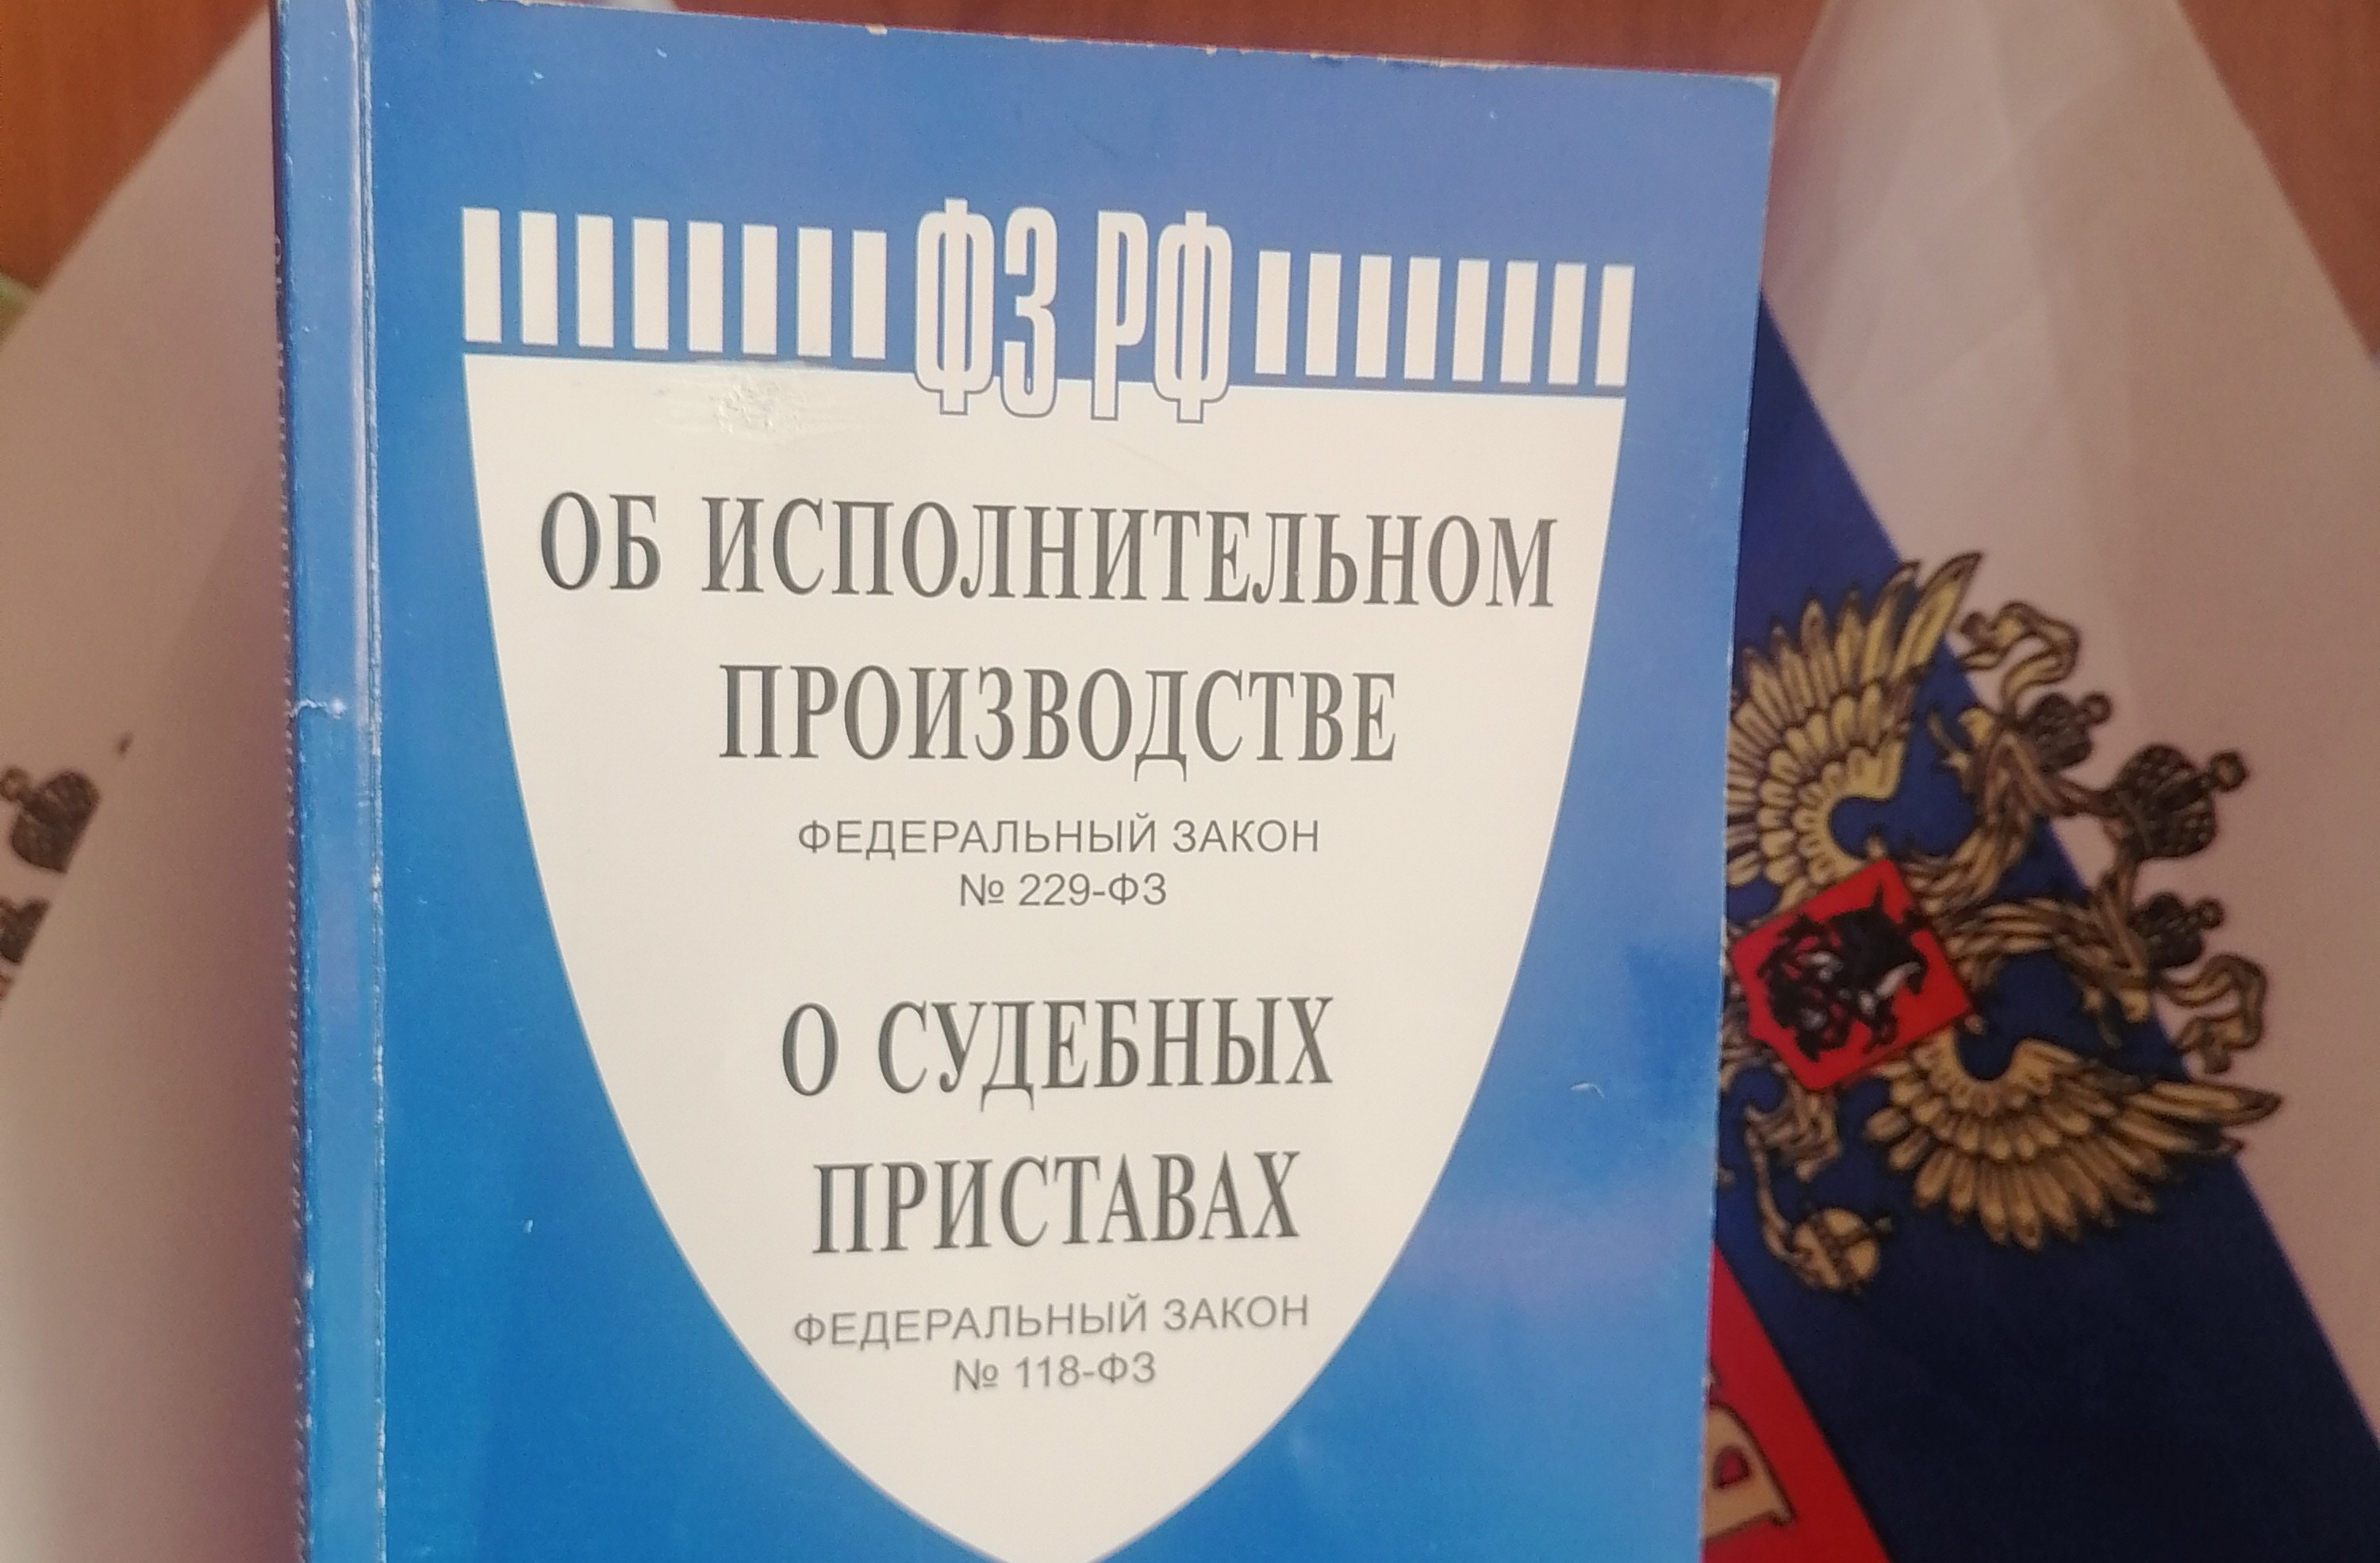 ФЗ РФ
ОБ ИСПОЛНИТЕЛЬНОМ
ПРОИЗВОДСТВЕ
ФЕДЕРАЛЬНЫЙ ЗАКОН
№ 229-ФЗ
О СУДЕБНЫХ
ПРИСТАВАХ
ФЕДЕРАЛЬНЫЙ ЗАКОН
№ 118-ФЗ